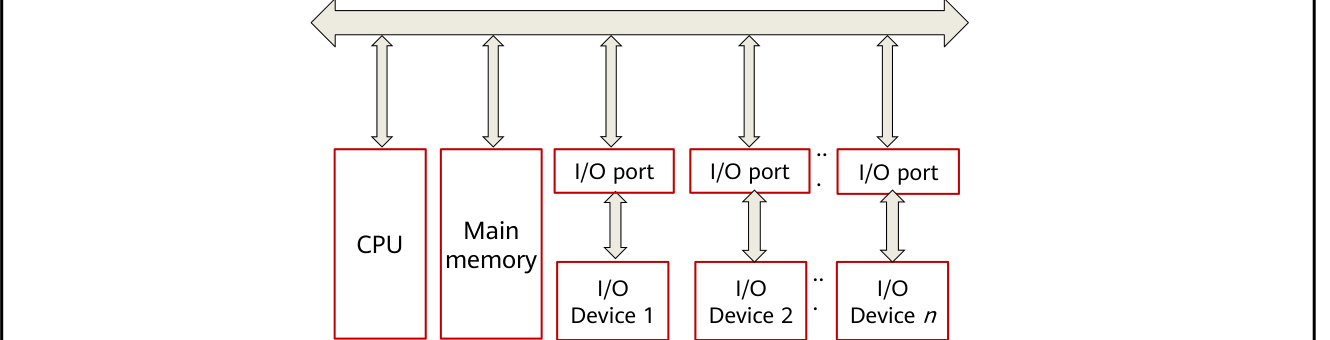 CPU
Main
memory
I/O port
I/O port
..
.
I/O port
I/O
Device 1
I/O
Device 2
..
.
I/O
Device n